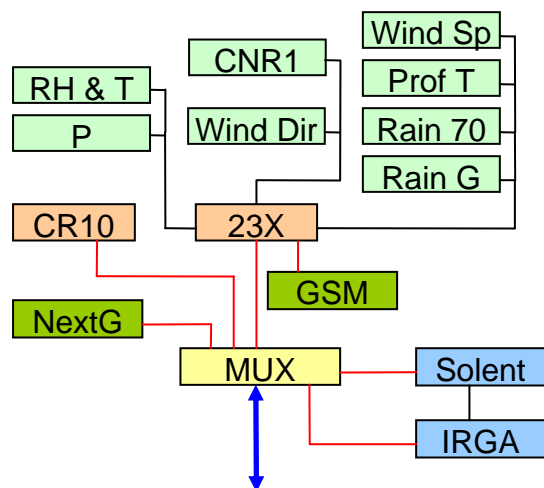 Wind Sp
CNR1
Prof T
RH & T
P
Wind Dir
Rain 70
Rain G
CR10
23X
GSM
NextG
MUX
Solent
IRGA